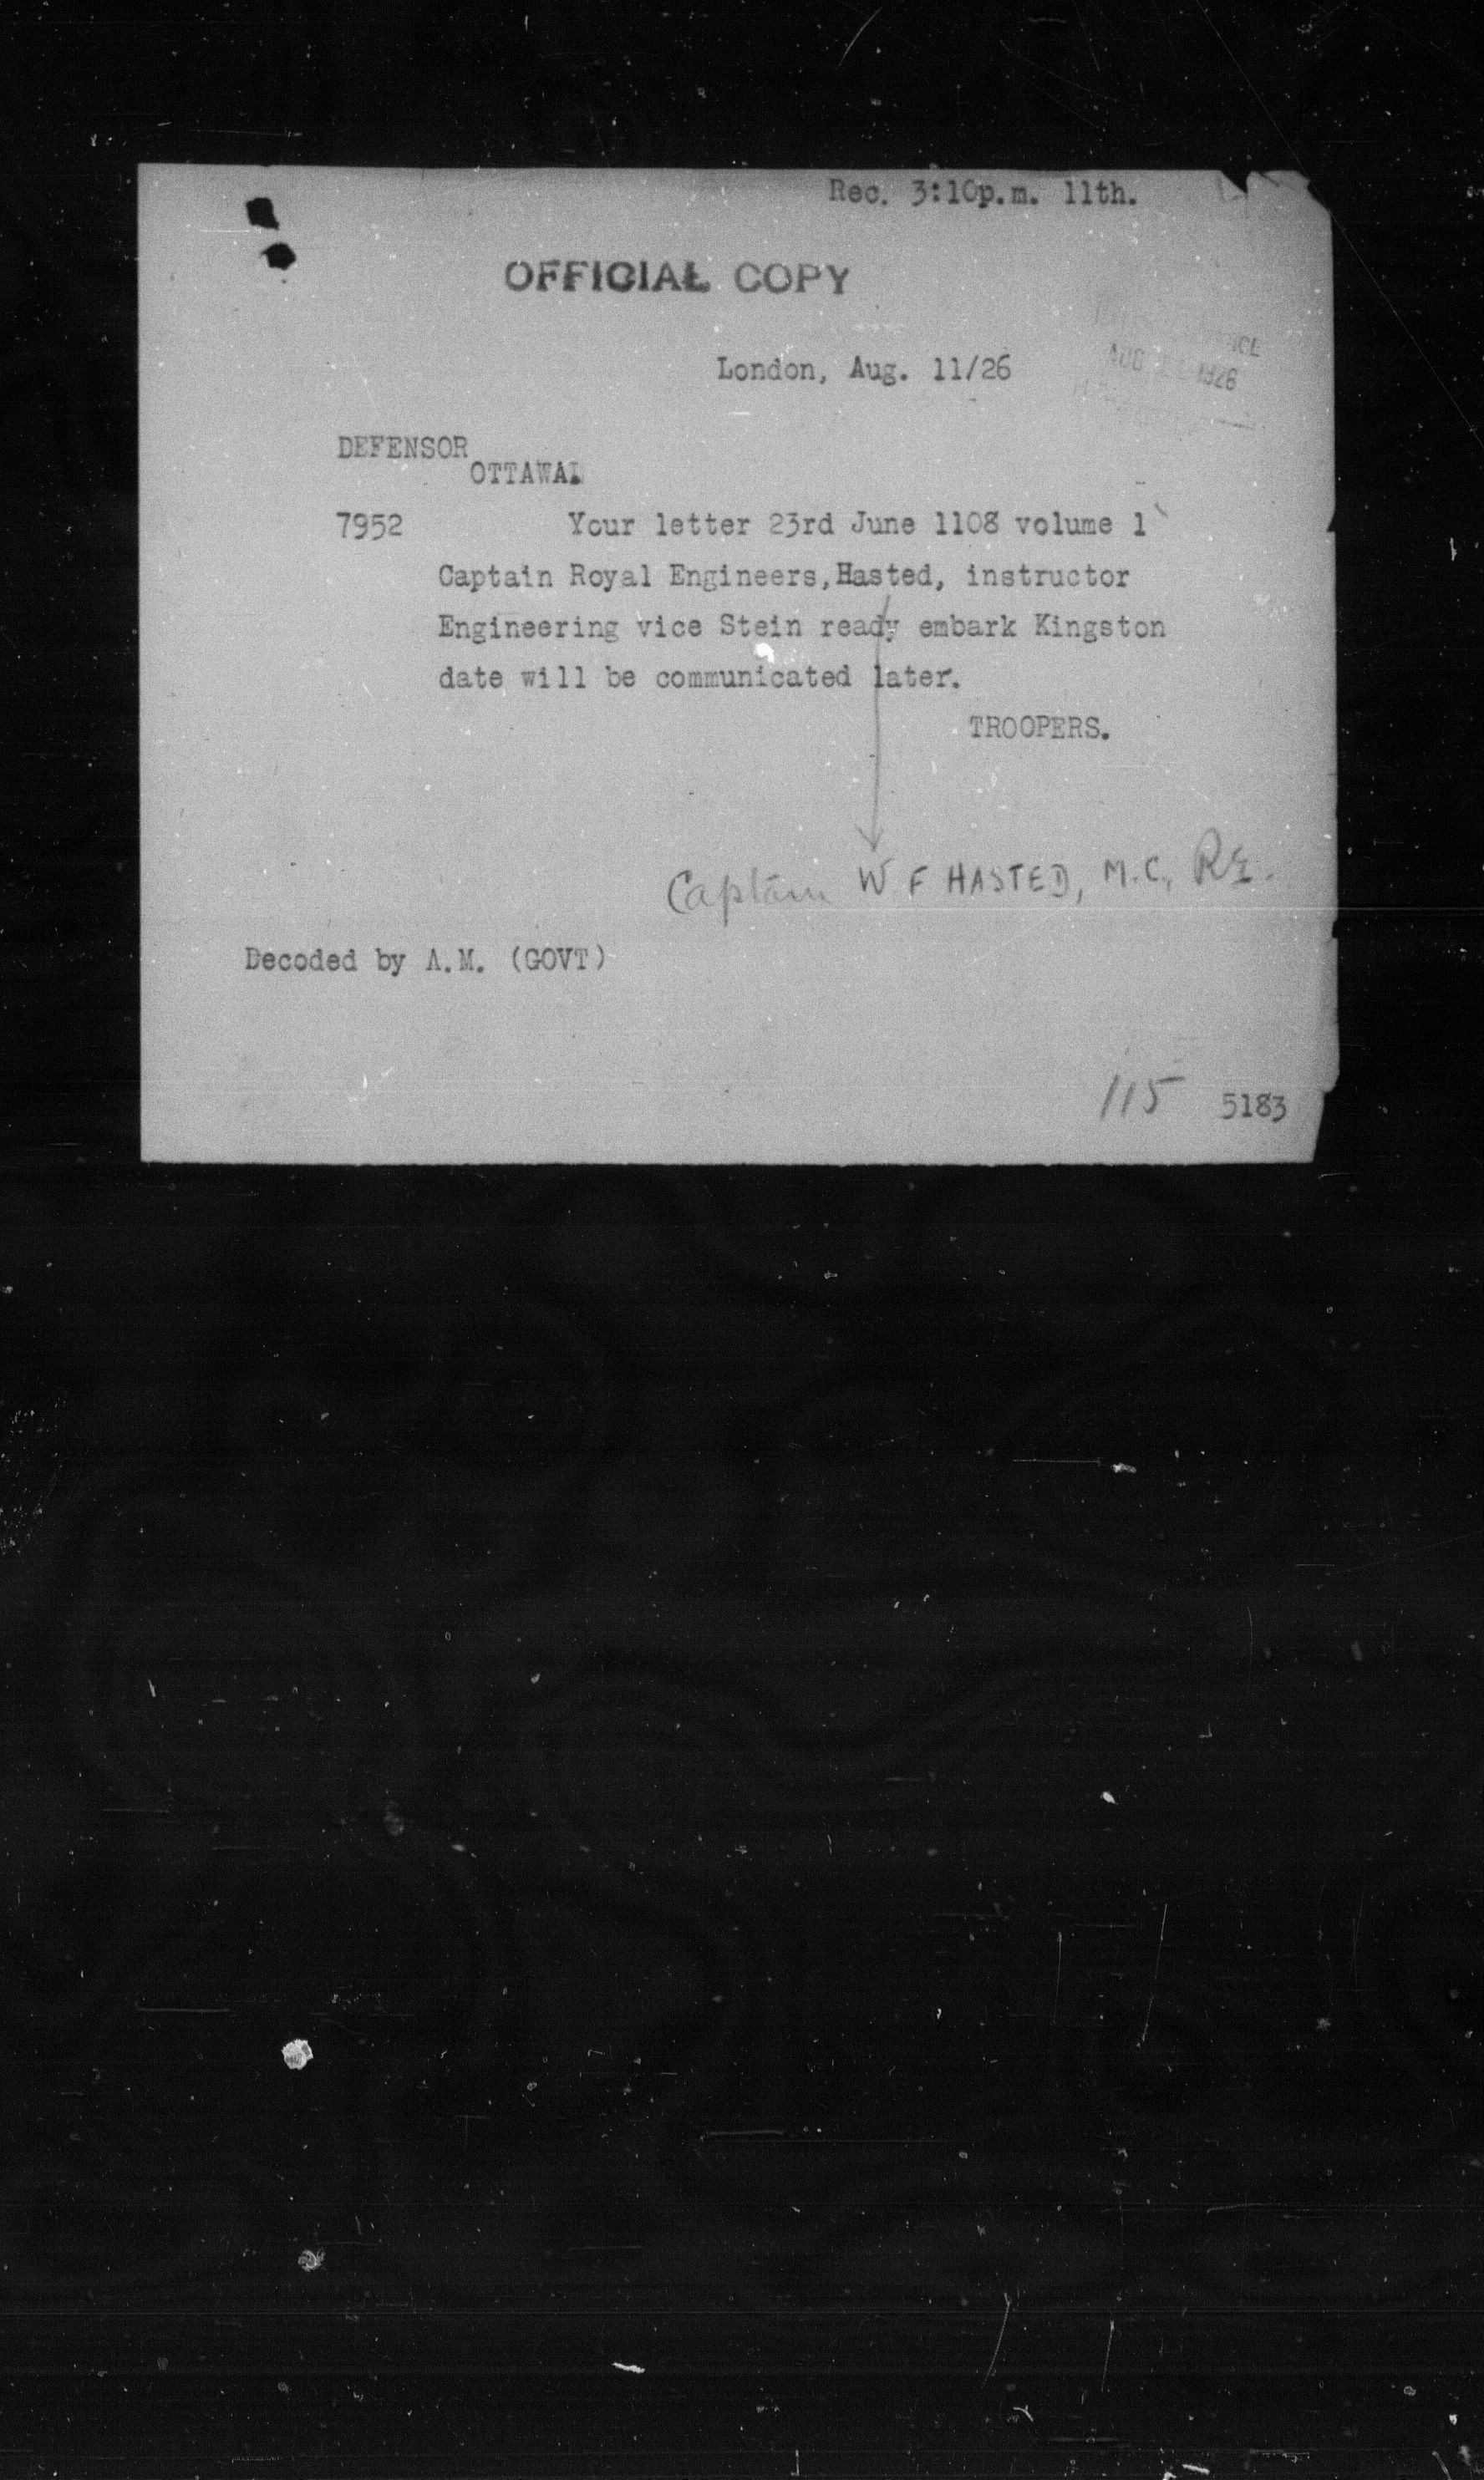 Rec. 3:10p.m. 11th.
OFFICIAL COPY
London, Aug. 11/26
AUG 1926
DEFENSOR
OTTAWA.
7952 Your letter 23rd June 1108 volume 1
Captain Royal Engineers,Hasted, instructor
Engineering vice Stein ready embark Kingston
date will be communicated later.
TROOPERS.
Captain W F HASTED, M.C., RE.
Decoded by A.M. (GOVT)
115 5183